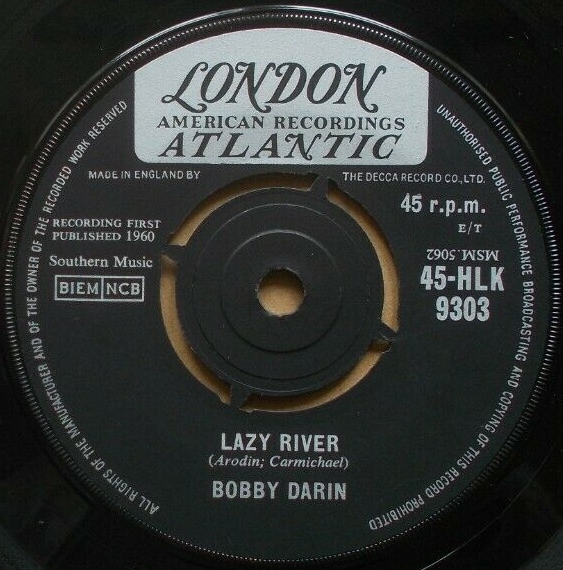 LONDON
AMERICAN RECORDINGS
ATLANTIC
MADE IN ENGLAND BY
THE DECCA RECORD CO., LTD.
45 r.p.m.
E/T
RECORDING FIRST
PUBLISHED 1960
Southern Music
BIEM NCB
MSM.5062
45-HLK
9303
LAZY RIVER
(Arodin; Carmichael)
BOBBY DARIN
ALL RIGHTS OF THE MANUFACTURER AND OF THE OWNER OF THE RECORDED WORK RESERVED
UNAUTHORISED PUBLIC PERFORMANCE BROADCASTING AND COPYING OF THIS RECORD PROHIBITED